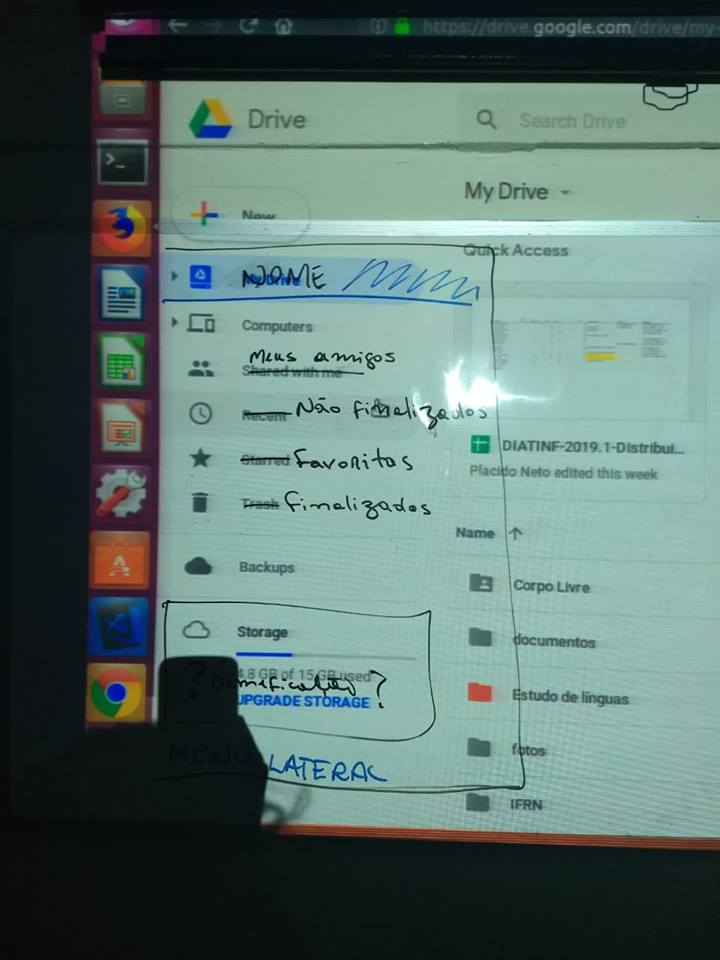 https://drive.google.com/drive/my-
Drive
Search Drive
My Drive
New
Quick Access
NOME
Computers
Meus amigos
Shared with me
Recent Não finalizados
Starred Favoritos
DIATINF-2019.1-Distribui...
Placido Neto edited this week
Trash Finalizados
Name
Backups
Corpo Livre
Storage
documentos
4.8 GB of 15 GB used
? Gamificação ?
UPGRADE STORAGE
Estudo de línguas
fotos
MENU LATERAL
IFRN